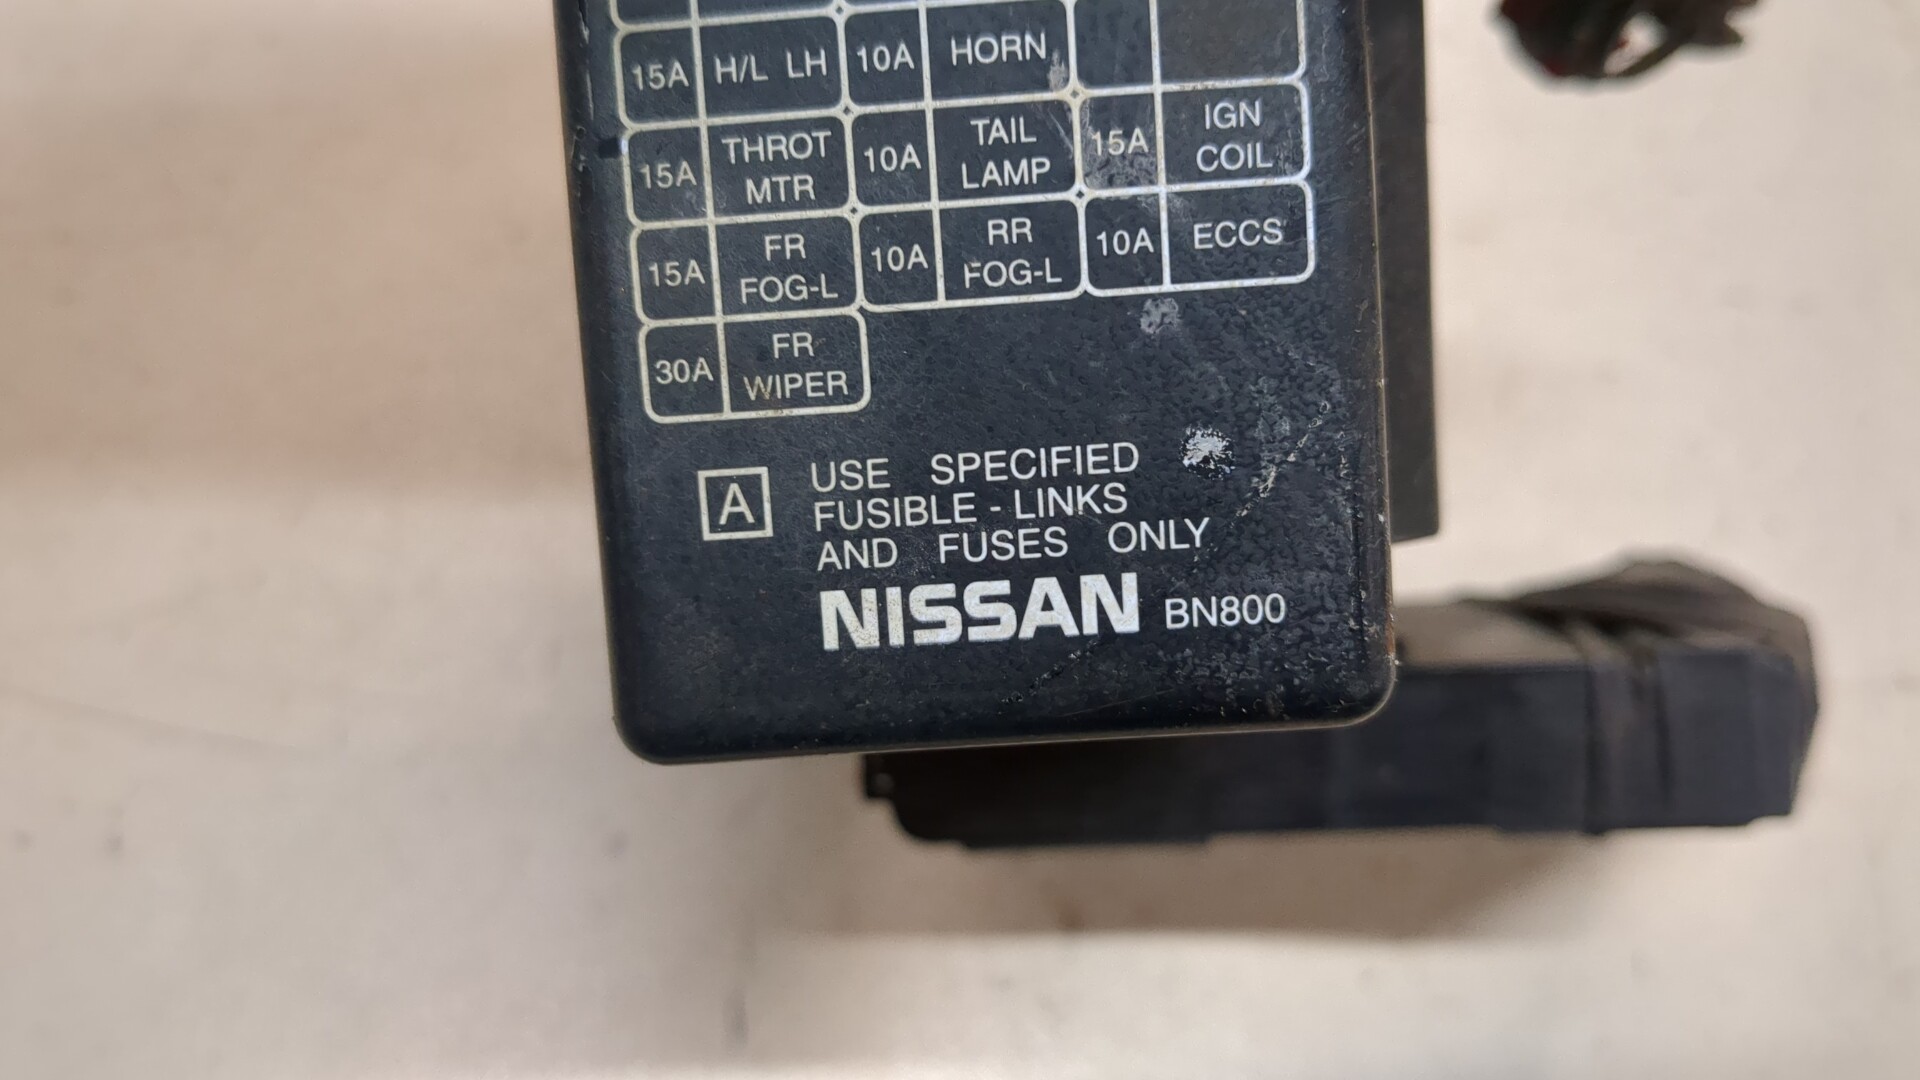 15A H/L LH 10A HORN
15A THROT MTR 10A TAIL LAMP 15A IGN COIL
15A FR FOG-L 10A RR FOG-L 10A ECCS
30A FR WIPER
A USE SPECIFIED
FUSIBLE - LINKS
AND FUSES ONLY
NISSAN BN800